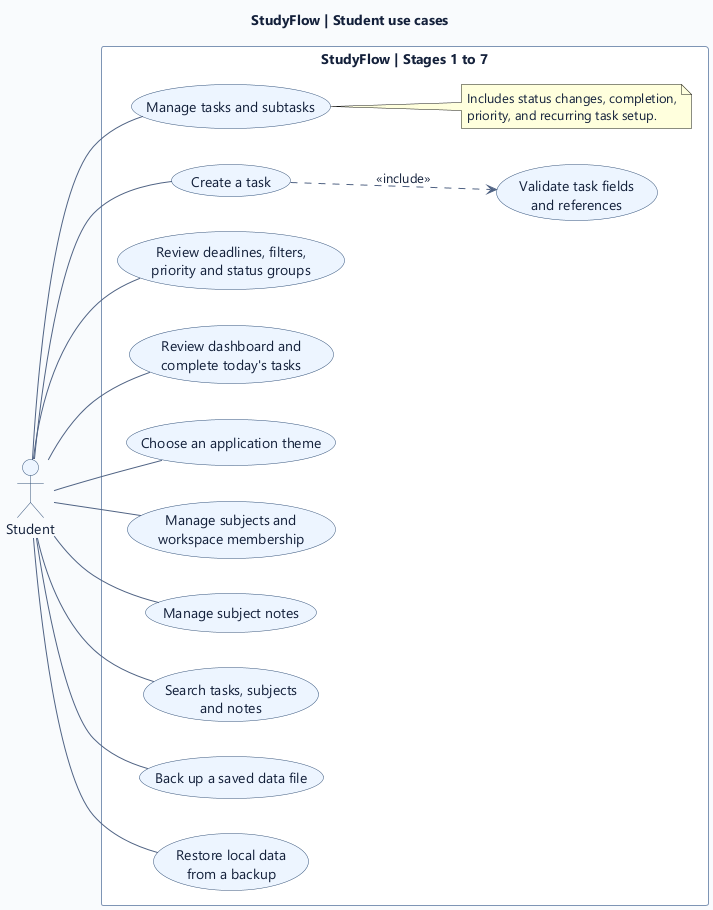 StudyFlow | Student use cases
StudyFlow | Stages 1 to 7
Manage tasks and subtasks
Includes status changes, completion,
priority, and recurring task setup.
Create a task
«include»
Validate task fields
and references
Review deadlines, filters,
priority and status groups
Review dashboard and
complete today's tasks
Choose an application theme
Student
Manage subjects and
workspace membership
Manage subject notes
Search tasks, subjects
and notes
Back up a saved data file
Restore local data
from a backup